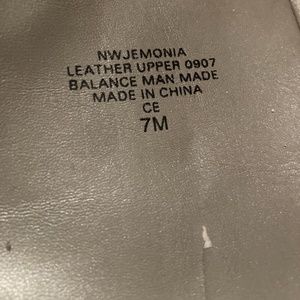 NWJEMONIA
LEATHER UPPER 0907
BALANCE MAN MADE
MADE IN CHINA
CE
7M